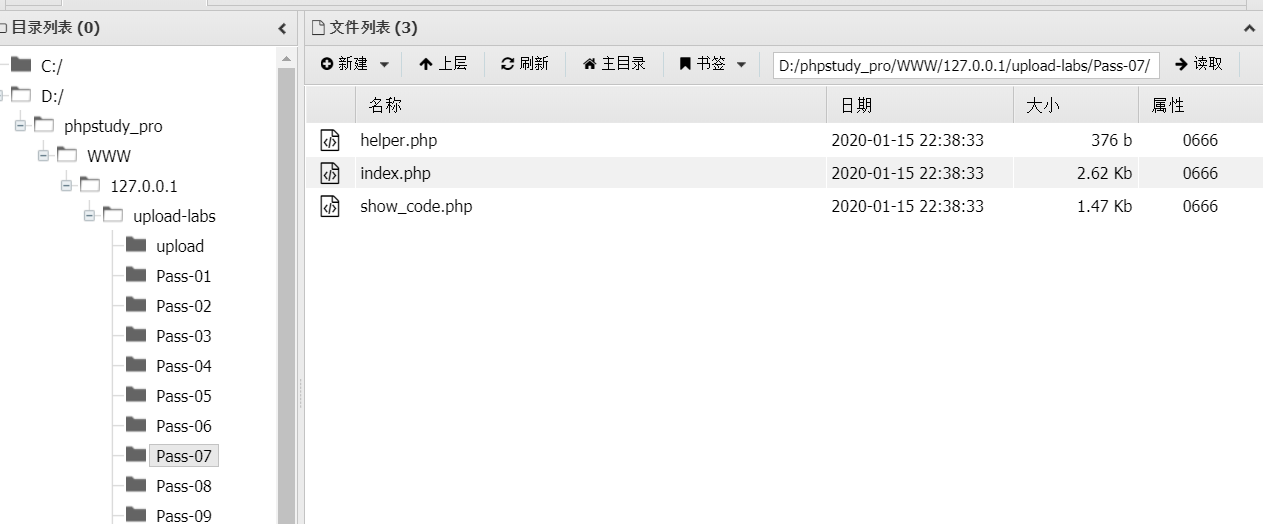 目录列表 (0)
C:/
D:/
phpstudy_pro
WWW
127.0.0.1
upload-labs
upload
Pass-01
Pass-02
Pass-03
Pass-04
Pass-05
Pass-06
Pass-07
Pass-08
Pass-09
文件列表 (3)
新建 上层 刷新 主目录 书签 D:/phpstudy_pro/WWW/127.0.0.1/upload-labs/Pass-07/ 读取
名称 日期 大小 属性
helper.php 2020-01-15 22:38:33 376 b 0666
index.php 2020-01-15 22:38:33 2.62 Kb 0666
show_code.php 2020-01-15 22:38:33 1.47 Kb 0666